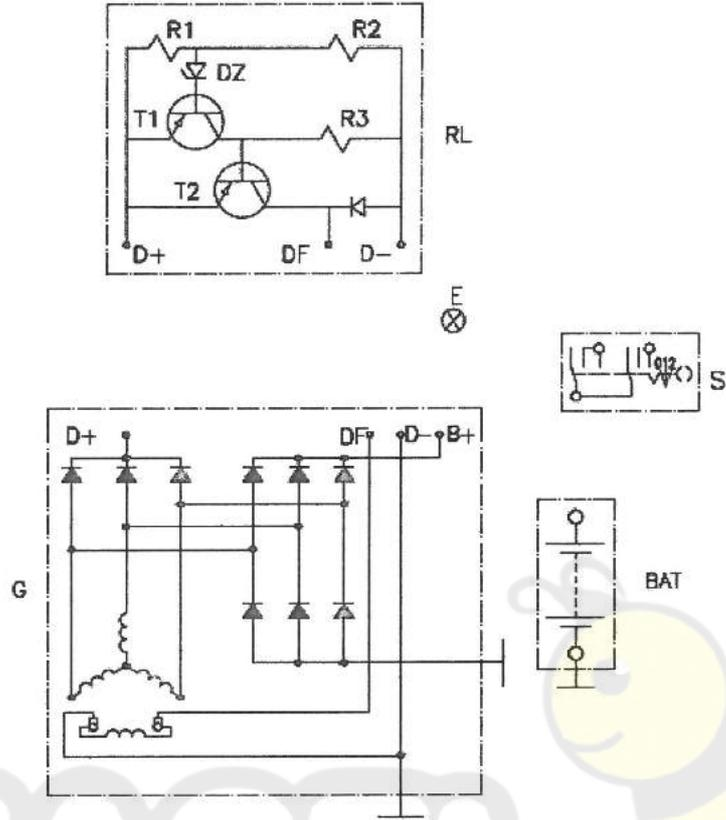 R1 R2
DZ
T1 R3
RL
T2
D+ DF D-
E
S
D+ DF D- B+
G
BAT